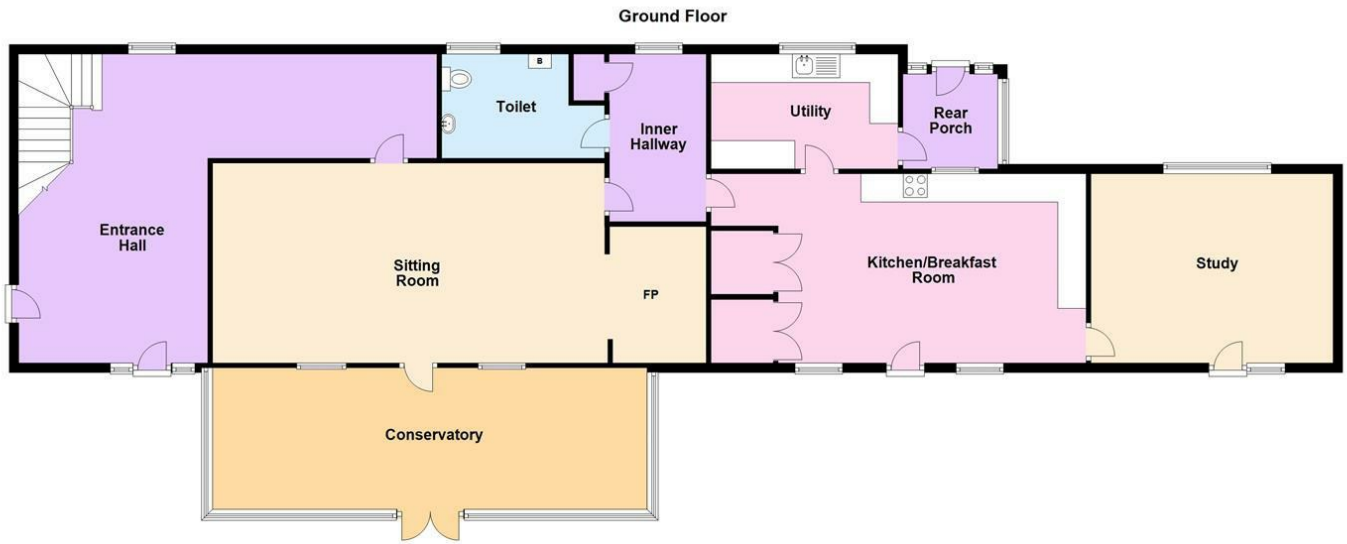 Ground Floor
B
Toilet
Utility
Rear
Porch
Inner
Hallway
Entrance
Hall
Sitting
Room
FP
Kitchen/Breakfast
Room
Study
Conservatory